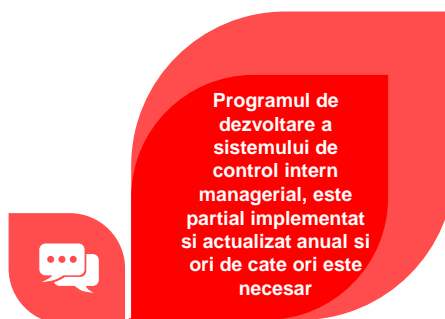 Programul de
dezvoltare a
sistemului de
control intern
managerial, este
partial implementat
si actualizat anual si
ori de cate ori este
necesar